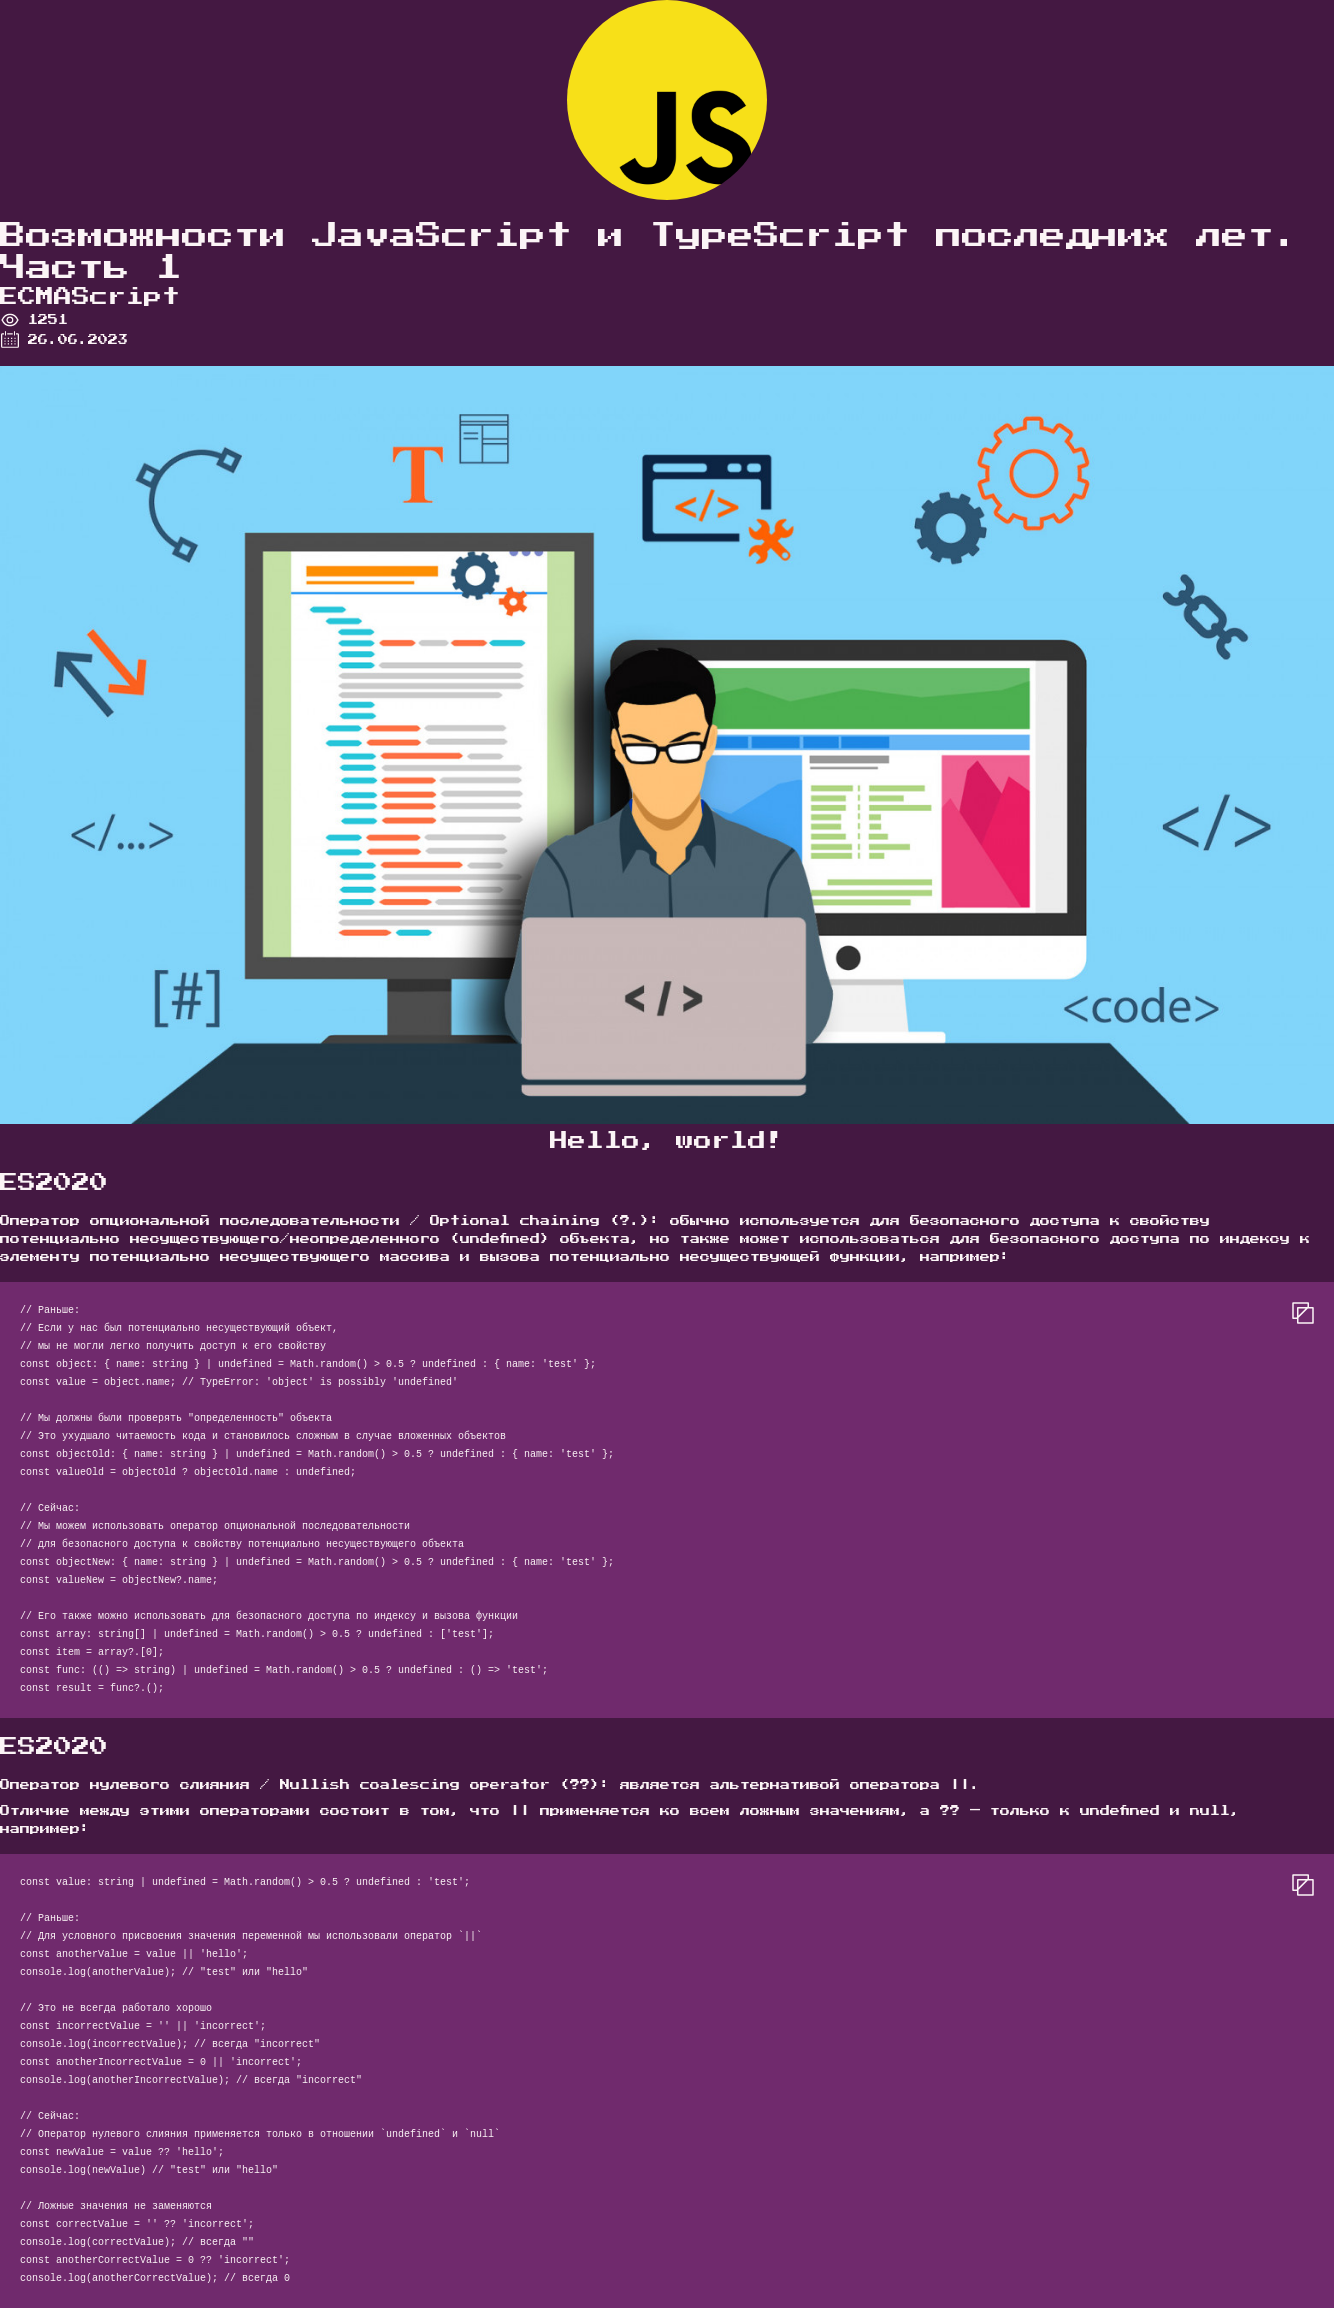 JS
Возможности JavaScript и TypeScript последних лет.
Часть 1
ECMAScript
1251
26.06.2023
T
</>
</...>
</>
[#]
</>
<code>
Hello, world!
ES2020
Оператор опциональной последовательности / Optional chaining (?.): обычно используется для безопасного доступа к свойству
потенциально несуществующего/неопределенного (undefined) объекта, но также может использоваться для безопасного доступа по индексу к
элементу потенциально несуществующего массива и вызова потенциально несуществующей функции, например:
// Раньше:
// Если у нас был потенциально несуществующий объект,
// мы не могли легко получить доступ к его свойству
const object: { name: string } | undefined = Math.random() > 0.5 ? undefined : { name: 'test' };
const value = object.name; // TypeError: 'object' is possibly 'undefined'
// Мы должны были проверять "определенность" объекта
// Это ухудшало читаемость кода и становилось сложным в случае вложенных объектов
const objectOld: { name: string } | undefined = Math.random() > 0.5 ? undefined : { name: 'test' };
const valueOld = objectOld ? objectOld.name : undefined;
// Сейчас:
// Мы можем использовать оператор опциональной последовательности
// для безопасного доступа к свойству потенциально несуществующего объекта
const objectNew: { name: string } | undefined = Math.random() > 0.5 ? undefined : { name: 'test' };
const valueNew = objectNew?.name;
// Его также можно использовать для безопасного доступа по индексу и вызова функции
const array: string[] | undefined = Math.random() > 0.5 ? undefined : ['test'];
const item = array?.[0];
const func: (() => string) | undefined = Math.random() > 0.5 ? undefined : () => 'test';
const result = func?.();
ES2020
Оператор нулевого слияния / Nullish coalescing operator (??): является альтернативой оператора ||.
Отличие между этими операторами состоит в том, что || применяется ко всем ложным значениям, а ?? — только к undefined и null,
например:
const value: string | undefined = Math.random() > 0.5 ? undefined : 'test';
// Раньше:
// Для условного присвоения значения переменной мы использовали оператор `||`
const anotherValue = value || 'hello';
console.log(anotherValue); // "test" или "hello"
// Это не всегда работало хорошо
const incorrectValue = '' || 'incorrect';
console.log(incorrectValue); // всегда "incorrect"
const anotherIncorrectValue = 0 || 'incorrect';
console.log(anotherIncorrectValue); // всегда "incorrect"
// Сейчас:
// Оператор нулевого слияния применяется только в отношении `undefined` и `null`
const newValue = value ?? 'hello';
console.log(newValue) // "test" или "hello"
// Ложные значения не заменяются
const correctValue = '' ?? 'incorrect';
console.log(correctValue); // всегда ""
const anotherCorrectValue = 0 ?? 'incorrect';
console.log(anotherCorrectValue); // всегда 0